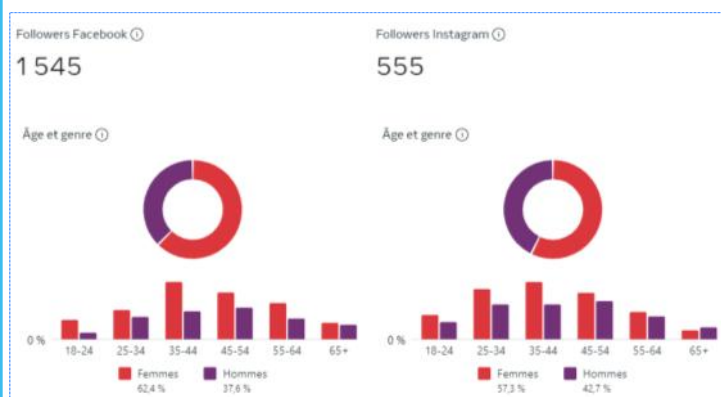 Followers Facebook
1 545
Âge et genre
0 %
18-24 25-34 35-44 45-54 55-64 65+
Femmes Hommes
62,4 % 37,6 %
Followers Instagram
555
Âge et genre
0 %
18-24 25-34 35-44 45-54 55-64 65+
Femmes Hommes
57,3 % 42,7 %